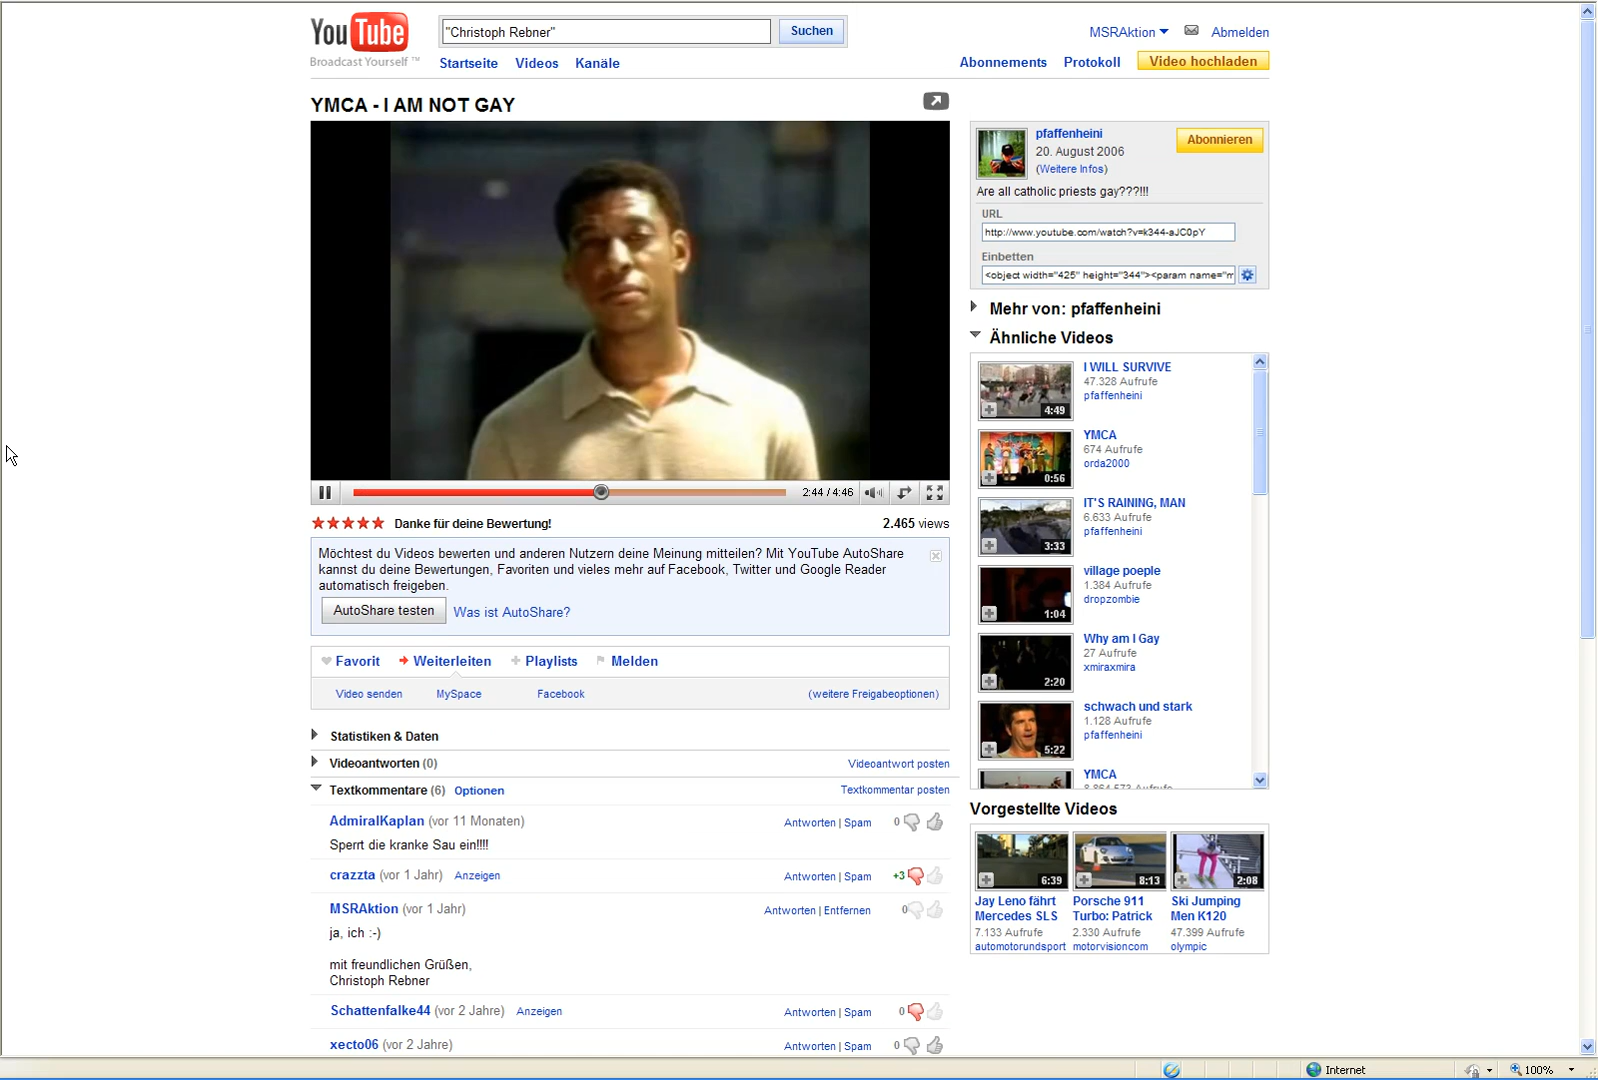 You Tube
Broadcast Yourself ™
"Christoph Rebner"
Suchen
MSRAktion
Abmelden
Startseite Videos Kanäle
Abonnements Protokoll Video hochladen
YMCA - I AM NOT GAY
pfaffenheini
20. August 2006
(Weitere Infos)
Abonnieren
Are all catholic priests gay???!!!
URL
http://www.youtube.com/watch?v=k344-aJC0pY
Einbetten
<object width="425" height="344"><param name="m
Mehr von: pfaffenheini
Ähnliche Videos
I WILL SURVIVE
47.328 Aufrufe
pfaffenheini
4:49
YMCA
674 Aufrufe
orda2000
0:56
IT'S RAINING, MAN
6.633 Aufrufe
pfaffenheini
3:33
village poeple
1.384 Aufrufe
dropzombie
1:04
Why am I Gay
27 Aufrufe
xmiraxmira
2:20
schwach und stark
1.128 Aufrufe
pfaffenheini
5:22
YMCA
8.864.573 Aufrufe
2:44 / 4:46
Danke für deine Bewertung!
2.465 views
Möchtest du Videos bewerten und anderen Nutzern deine Meinung mitteilen? Mit YouTube AutoShare
kannst du deine Bewertungen, Favoriten und vieles mehr auf Facebook, Twitter und Google Reader
automatisch freigeben.
AutoShare testen Was ist AutoShare?
Favorit Weiterleiten Playlists Melden
Video senden MySpace Facebook (weitere Freigabeoptionen)
Statistiken & Daten
Videoantworten (0) Videoantwort posten
Textkommentare (6) Optionen Textkommentar posten
AdmiralKaplan (vor 11 Monaten) Antworten | Spam 0
Sperrt die kranke Sau ein!!!!
crazzta (vor 1 Jahr) Anzeigen Antworten | Spam +3
MSRAktion (vor 1 Jahr) Antworten | Entfernen 0
ja, ich :-)
mit freundlichen Grüßen,
Christoph Rebner
Schattenfalke44 (vor 2 Jahre) Anzeigen Antworten | Spam 0
xecto06 (vor 2 Jahre) Antworten | Spam 0
Vorgestellte Videos
6:39 8:13 2:08
Jay Leno fährt
Mercedes SLS
7.133 Aufrufe
automotorundsport
Porsche 911
Turbo: Patrick
2.330 Aufrufe
motorvisioncom
Ski Jumping
Men K120
47.399 Aufrufe
olympic
Internet
100%